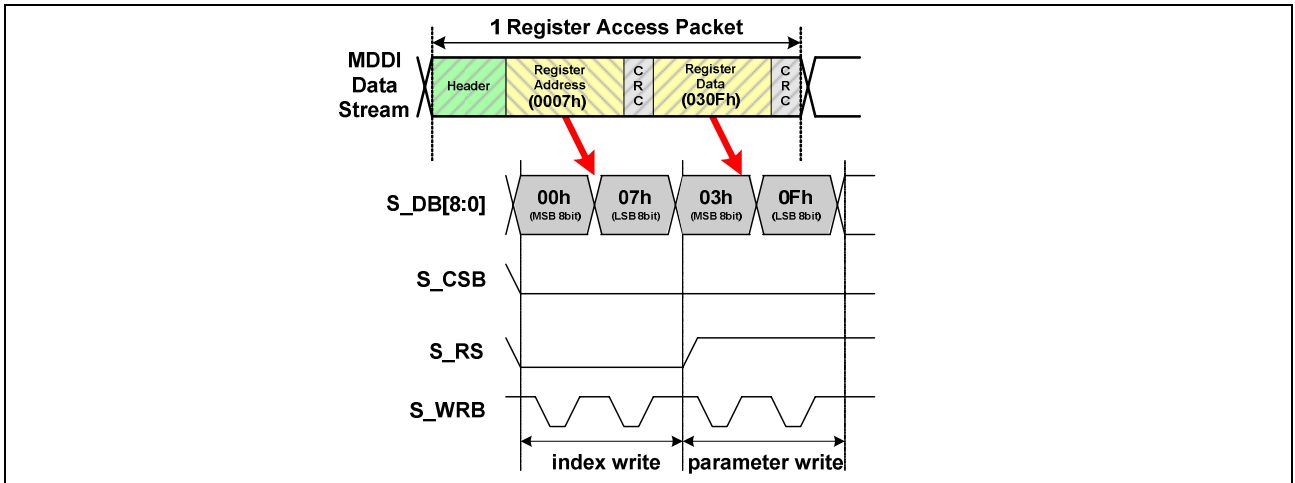 1 Register Access Packet
MDDI
Data
Stream
Header
Register
Address
(0007h)
C
R
C
Register
Data
(030Fh)
C
R
C
S_DB[8:0]
00h
(MSB 8bit)
07h
(LSB 8bit)
03h
(MSB 8bit)
0Fh
(LSB 8bit)
S_CSB
S_RS
S_WRB
index write
parameter write